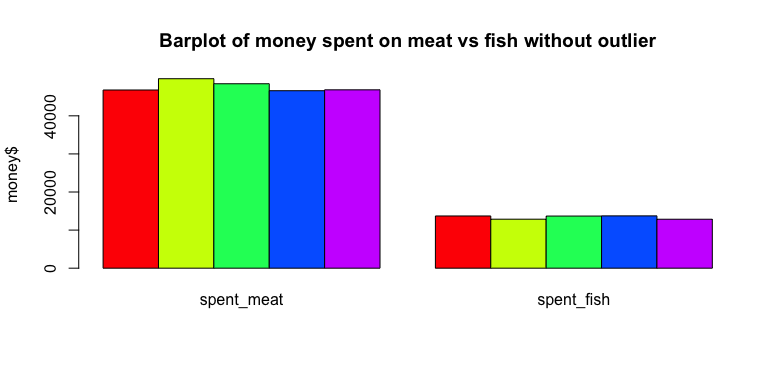 Barplot of money spent on meat vs fish without outlier
money$
40000
20000
0
spent_meat
spent_fish